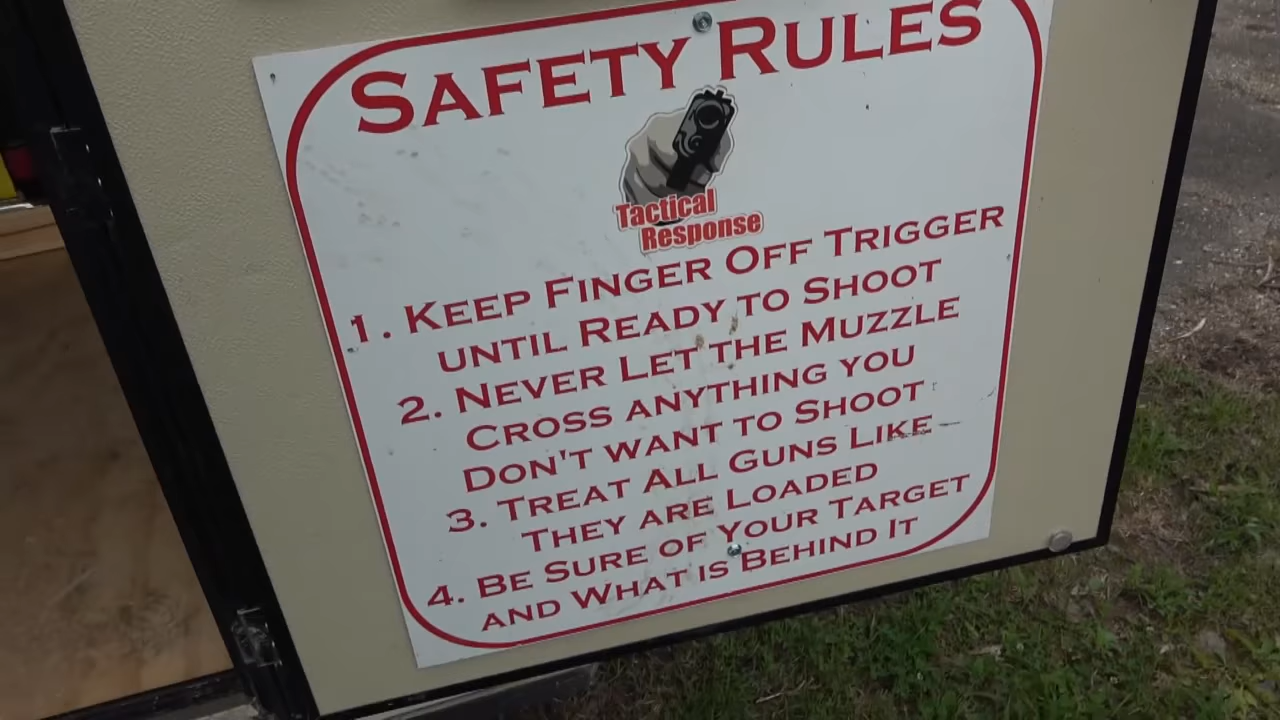 SAFETY RULES
Tactical
Response
1. KEEP FINGER OFF TRIGGER
UNTIL READY TO SHOOT
2. NEVER LET THE MUZZLE
CROSS ANYTHING YOU
DON'T WANT TO SHOOT
3. TREAT ALL GUNS LIKE
THEY ARE LOADED
4. BE SURE OF YOUR TARGET
AND WHAT IS BEHIND IT